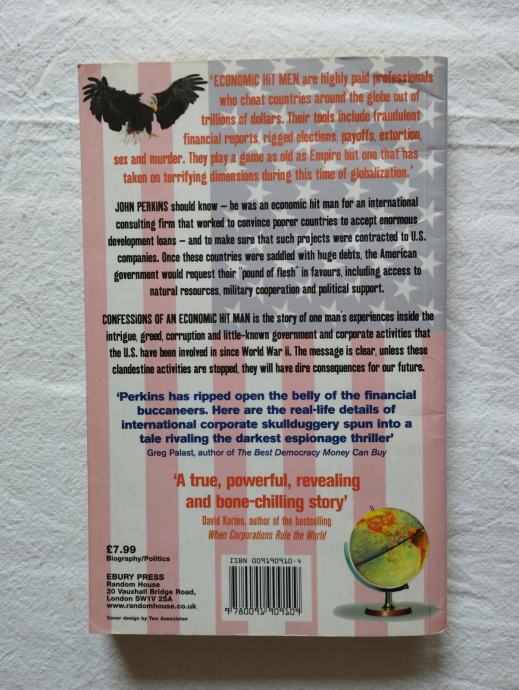 'ECONOMIC HiT MEN are highly paid professionals
who cheat countries around the globe out of
trillions of dollars. Their tools include fraudulent
financial reports, rigged elections, payoffs, extortion,
sex and murder. They play a game as old as Empire but one that has
taken on terrifying dimensions during this time of globalization.'
JOHN PERKINS should know – he was an economic hit man for an international
consulting firm that worked to convince poorer countries to accept enormous
development loans – and to make sure that such projects were contracted to U.S.
companies. Once these countries were saddled with huge debts, the American
government would request their "pound of flesh" in favours, including access to
natural resources, military cooperation and political support.
CONFESSIONS OF AN ECONOMIC HiT MAN is the story of one man's experiences inside the
intrigue, greed, corruption and little-known government and corporate activities that
the U.S. have been involved in since World War ii. The message is clear, unless these
clandestine activities are stopped, they will have dire consequences for our future.
'Perkins has ripped open the belly of the financial
buccaneers. Here are the real-life details of
international corporate skullduggery spun into a
tale rivaling the darkest espionage thriller'
Greg Palast, author of The Best Democracy Money Can Buy
'A true, powerful, revealing
and bone-chilling story'
David Korten, author of the bestselling
When Corporations Rule the World
£7.99
Biography/Politics
EBURY PRESS
Random House
20 Vauxhall Bridge Road,
London SW1V 2SA
www.randomhouse.co.uk
Cover design by Two Associates
ISBN 009190910-4
9 780091 909109